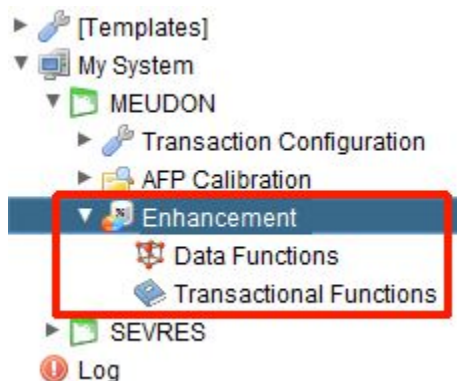 [Templates]
My System
MEUDON
Transaction Configuration
AFP Calibration
Enhancement
Data Functions
Transactional Functions
SEVRES
Log